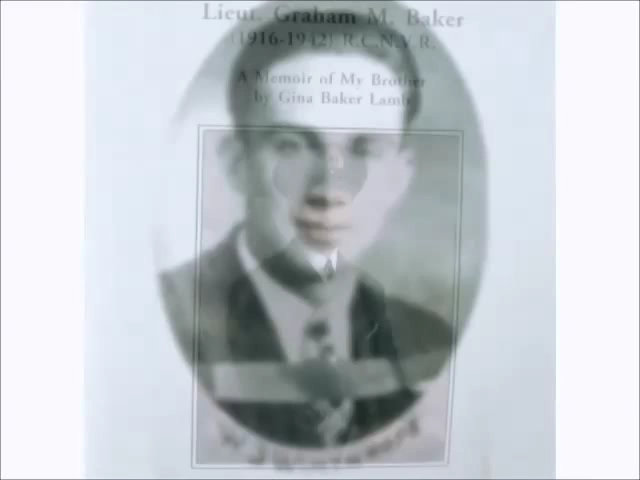 Lieut. Graham M. Baker
(1916-1942) R.C.N.V.R.
A Memoir of My Brother
by Gina Baker Lamb